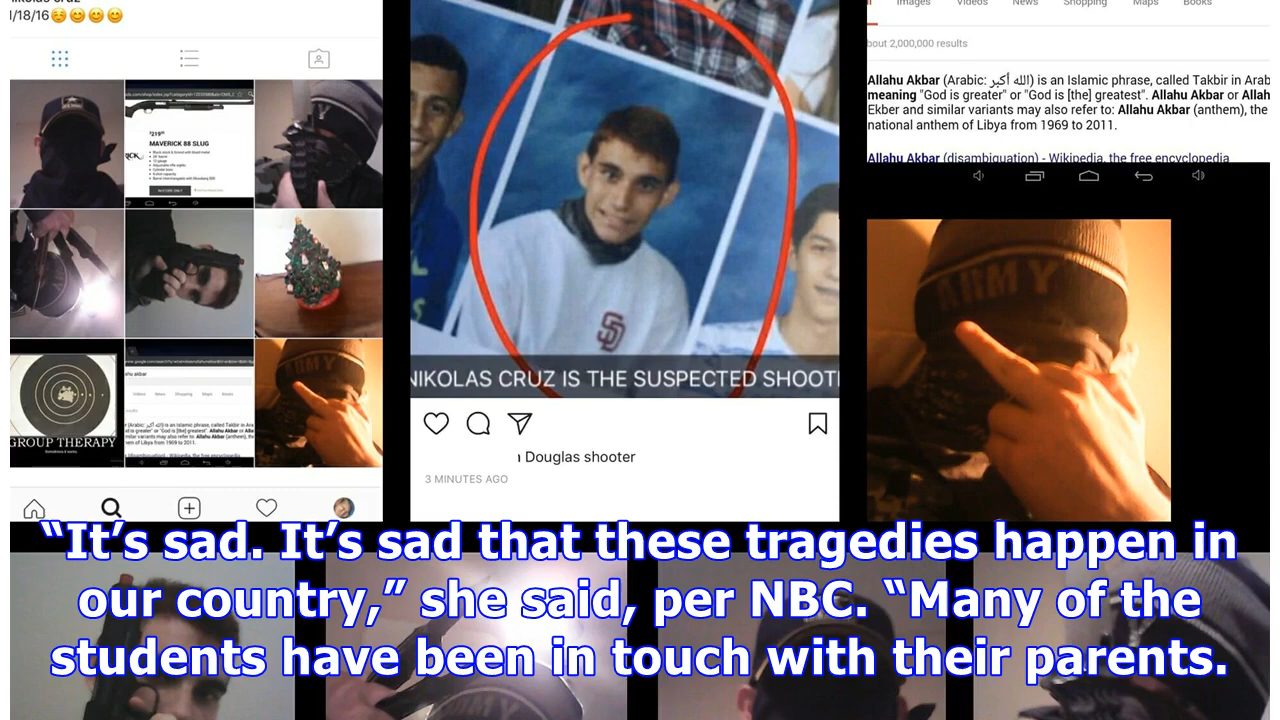 1/18/16😌😊😊😊
$219⁹⁹
MAVERICK 88 SLUG
GROUP THERAPY
ARMY
NIKOLAS CRUZ IS THE SUSPECTED SHOOT
Douglas shooter
3 MINUTES AGO
Images Videos News Shopping Maps Books
bout 2,000,000 results
Allahu Akbar (Arabic: الله أكبر) is an Islamic phrase, called Takbir in Arab
meaning "God is greater" or "God is [the] greatest". Allahu Akbar or Allah
Ekber and similar variants may also refer to: Allahu Akbar (anthem), the
national anthem of Libya from 1969 to 2011.
Allahu Akbar (disambiguation) - Wikipedia, the free encyclopedia
ARMY
“It’s sad. It’s sad that these tragedies happen in
our country,” she said, per NBC. “Many of the
students have been in touch with their parents.